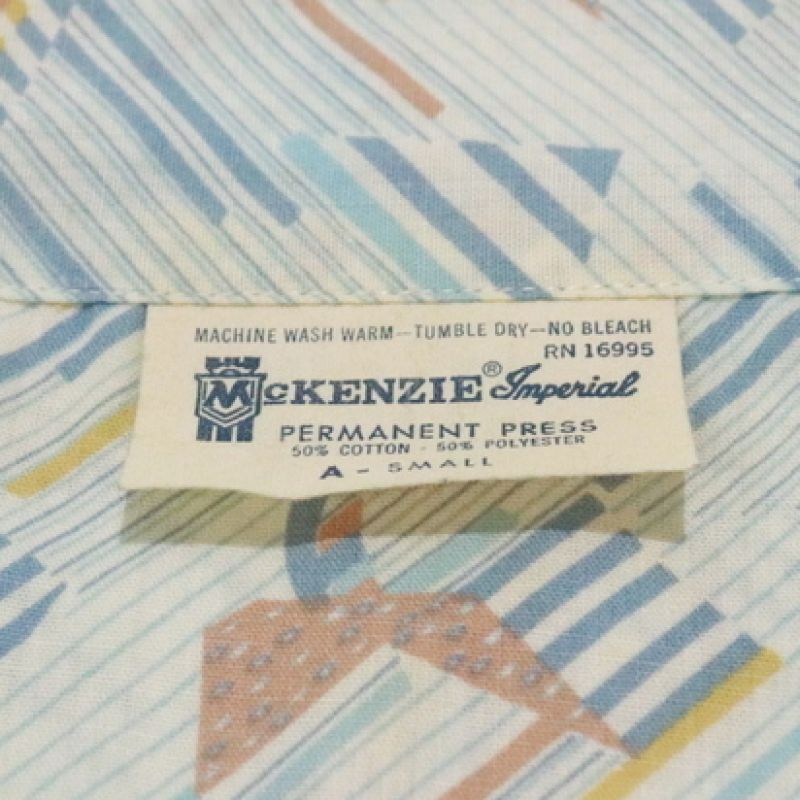 MACHINE WASH WARM--TUMBLE DRY--NO BLEACH
RN 16995
McKENZIE® Imperial
PERMANENT PRESS
50% COTTON - 50% POLYESTER
A - SMALL